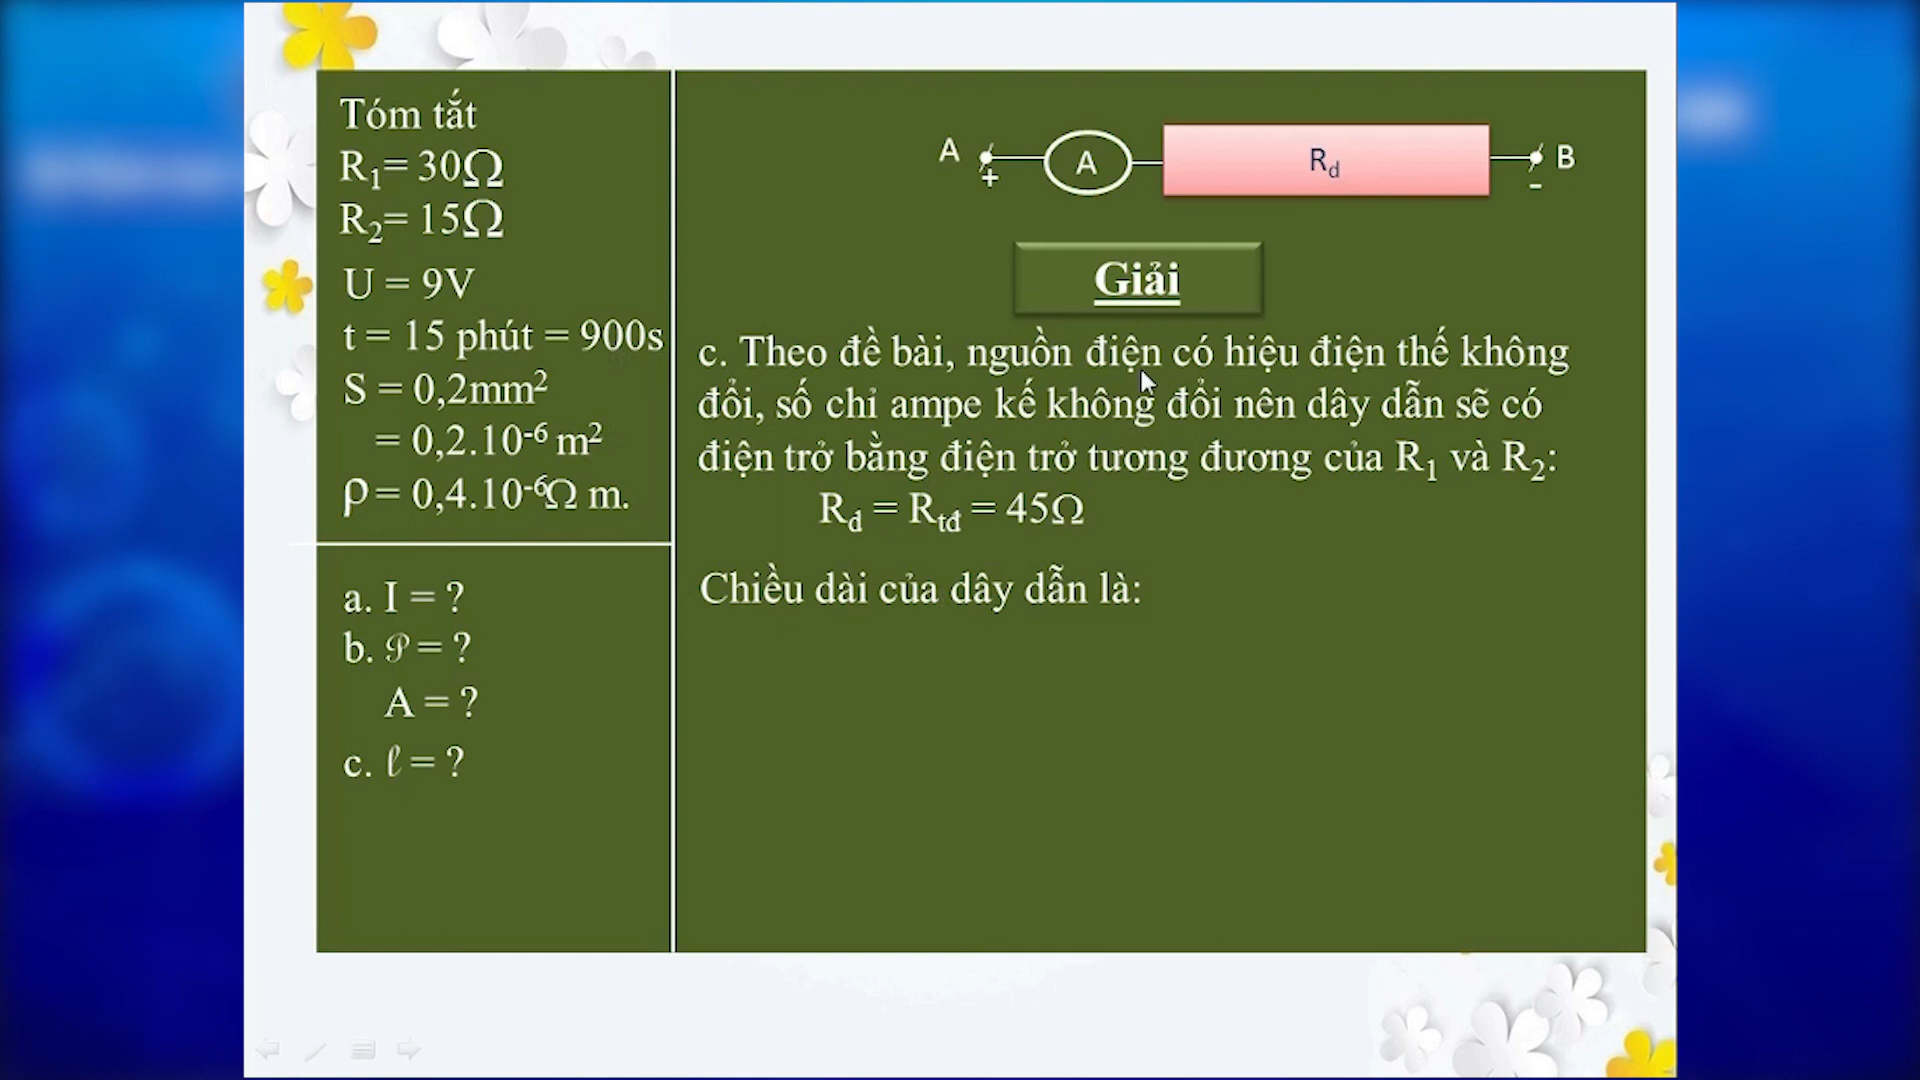 Tóm tắt
R₁= 30Ω
R₂= 15Ω
U = 9V
t = 15 phút = 900s
S = 0,2mm²
= 0,2.10⁻⁶ m²
ρ = 0,4.10⁻⁶Ω m.
a. I = ?
b. 𝒫 = ?
A = ?
c. ℓ = ?
A + A R_d B -
Giải
c. Theo đề bài, nguồn điện có hiệu điện thế không
đổi, số chỉ ampe kế không đổi nên dây dẫn sẽ có
điện trở bằng điện trở tương đương của R₁ và R₂:
R_d = R_tđ = 45Ω
Chiều dài của dây dẫn là: